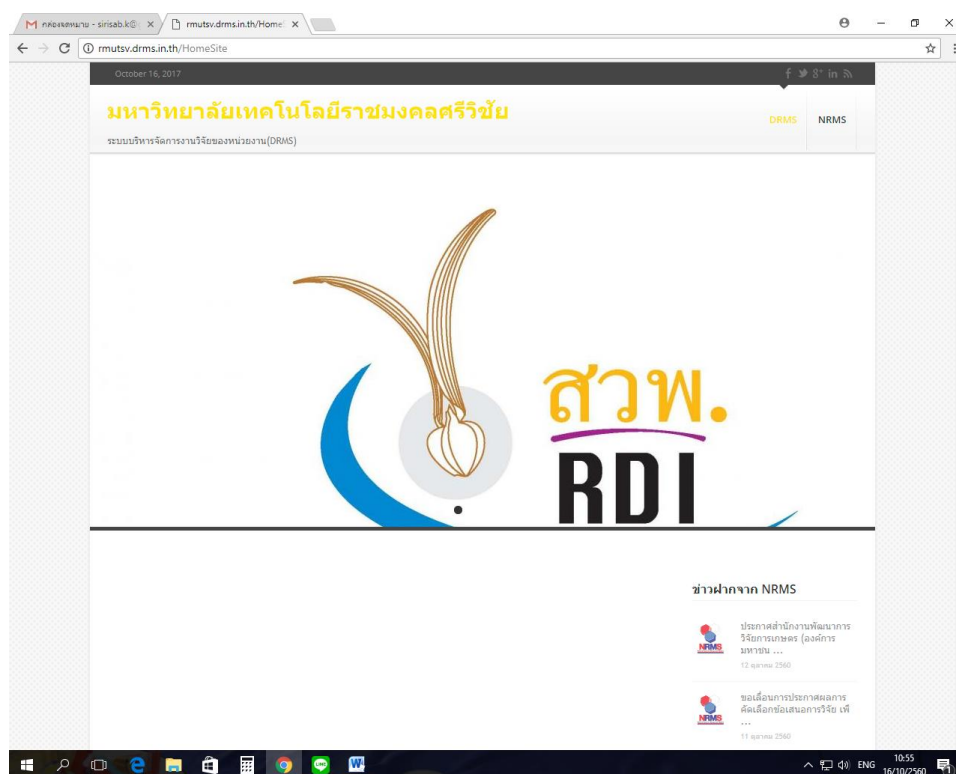 กล่องจดหมาย - sirisab.k@
rmutsv.drms.in.th/Home
rmutsv.drms.in.th/HomeSite
October 16, 2017
มหาวิทยาลัยเทคโนโลยีราชมงคลศรีวิชัย
ระบบบริหารจัดการงานวิจัยของหน่วยงาน(DRMS)
DRMS NRMS
สวพ.
RDI
ข่าวฝากจาก NRMS
NRMS
ประกาศสำนักงานพัฒนาการ
วิจัยการเกษตร (องค์การ
มหาชน ...
12 ตุลาคม 2560
NRMS
ขอเลื่อนการประกาศผลการ
คัดเลือกข้อเสนอการวิจัย เพื่
...
11 ตุลาคม 2560
LINE
W
ENG
10:55
16/10/2560